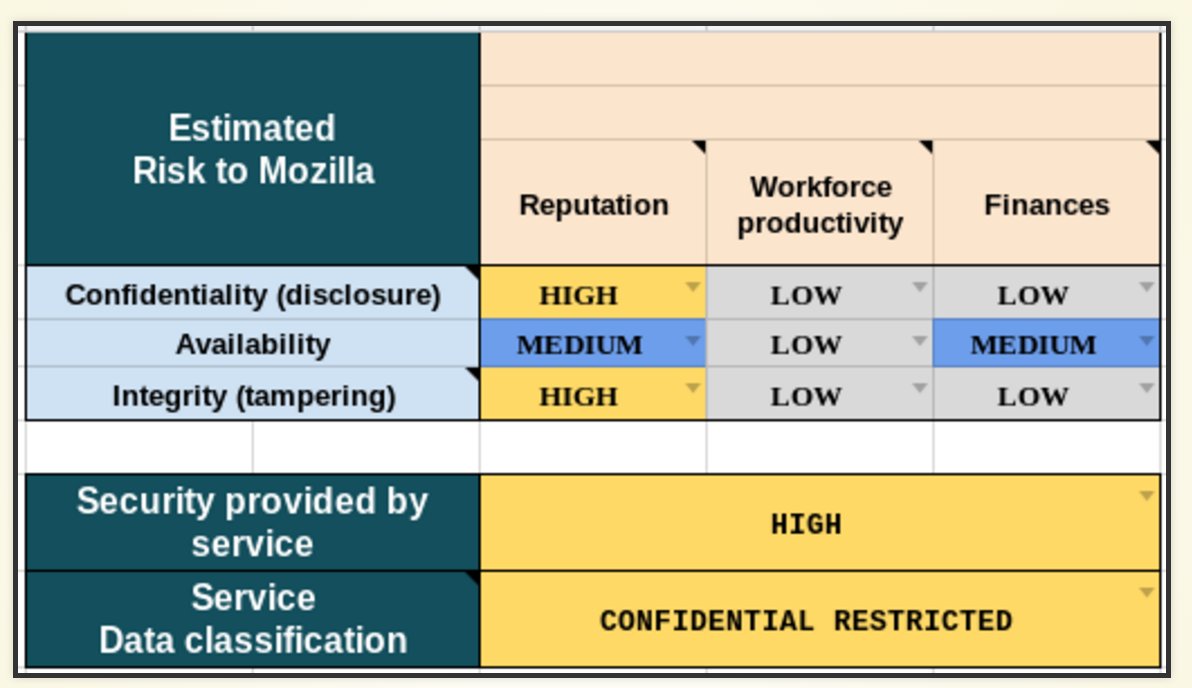 Estimated
Risk to Mozilla
Reputation
Workforce
productivity
Finances
Confidentiality (disclosure) HIGH LOW LOW
Availability MEDIUM LOW MEDIUM
Integrity (tampering) HIGH LOW LOW
Security provided by
service
HIGH
Service
Data classification
CONFIDENTIAL RESTRICTED